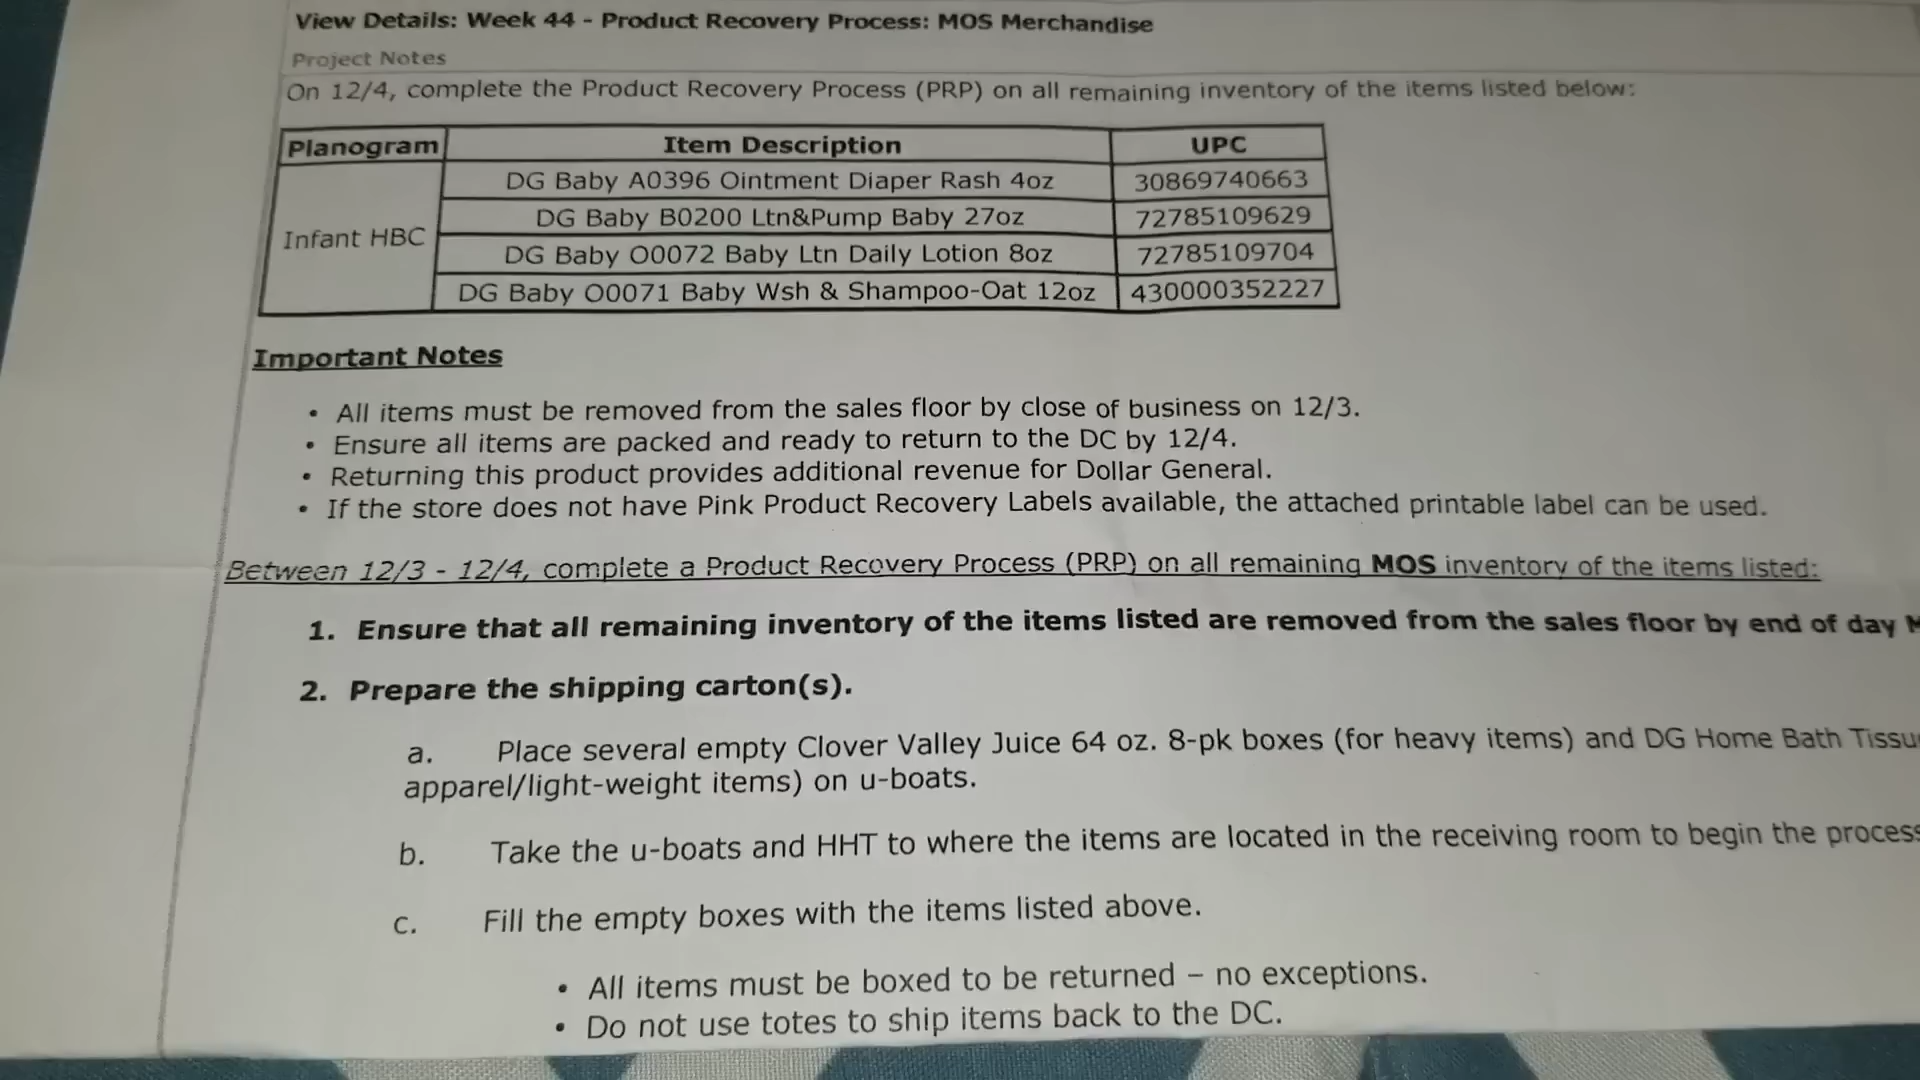 View Details: Week 44 - Product Recovery Process: MOS Merchandise
Project Notes
On 12/4, complete the Product Recovery Process (PRP) on all remaining inventory of the items listed below:
Planogram Item Description UPC
Infant HBC
DG Baby A0396 Ointment Diaper Rash 4oz 30869740663
DG Baby B0200 Ltn&Pump Baby 27oz 72785109629
DG Baby O0072 Baby Ltn Daily Lotion 8oz 72785109704
DG Baby O0071 Baby Wsh & Shampoo-Oat 12oz 430000352227
Important Notes
• All items must be removed from the sales floor by close of business on 12/3.
• Ensure all items are packed and ready to return to the DC by 12/4.
• Returning this product provides additional revenue for Dollar General.
• If the store does not have Pink Product Recovery Labels available, the attached printable label can be used.
Between 12/3 - 12/4, complete a Product Recovery Process (PRP) on all remaining MOS inventory of the items listed:
1. Ensure that all remaining inventory of the items listed are removed from the sales floor by end of day
2. Prepare the shipping carton(s).
a. Place several empty Clover Valley Juice 64 oz. 8-pk boxes (for heavy items) and DG Home Bath Tissu
apparel/light-weight items) on u-boats.
b. Take the u-boats and HHT to where the items are located in the receiving room to begin the process
c. Fill the empty boxes with the items listed above.
• All items must be boxed to be returned – no exceptions.
• Do not use totes to ship items back to the DC.